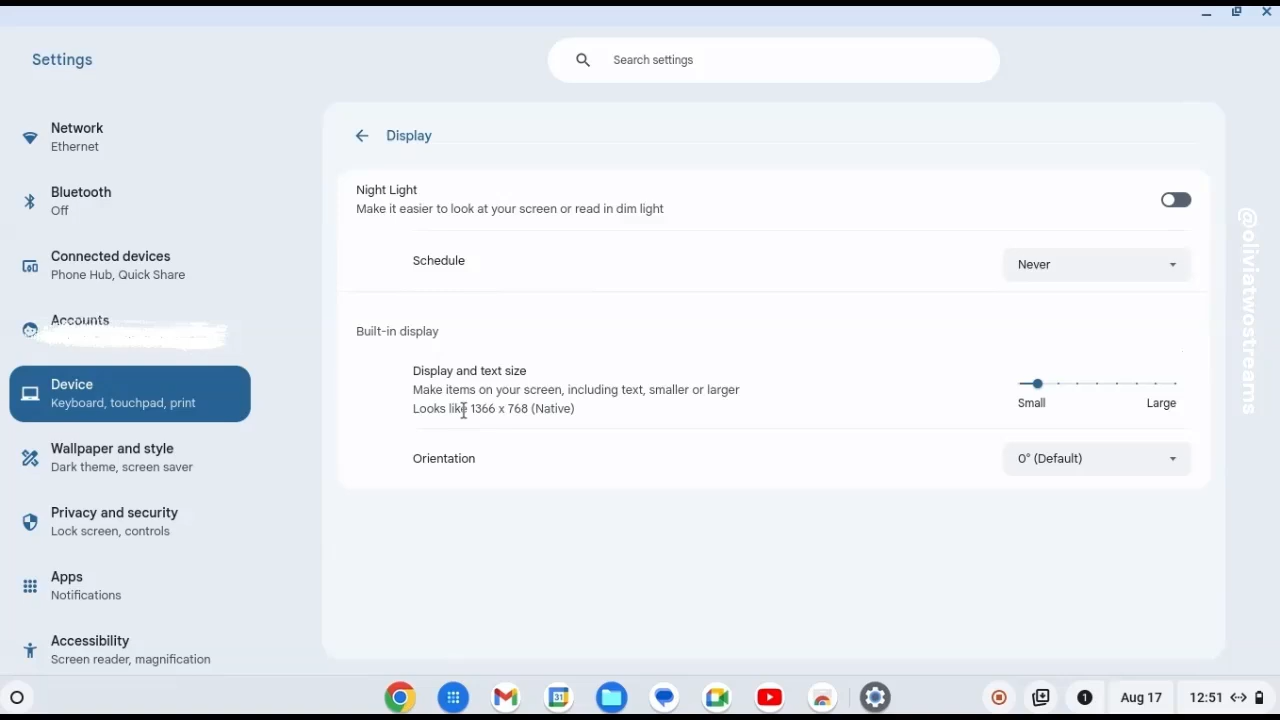 Settings
Search settings
Network
Ethernet
Bluetooth
Off
Connected devices
Phone Hub, Quick Share
Accounts
Device
Keyboard, touchpad, print
Wallpaper and style
Dark theme, screen saver
Privacy and security
Lock screen, controls
Apps
Notifications
Accessibility
Screen reader, magnification
Display
Night Light
Make it easier to look at your screen or read in dim light
Schedule
Never
Built-in display
Display and text size
Make items on your screen, including text, smaller or larger
Looks like 1366 x 768 (Native)
Small
Large
Orientation
0° (Default)
@oliviatwostreams
31
1
Aug 17
12:51